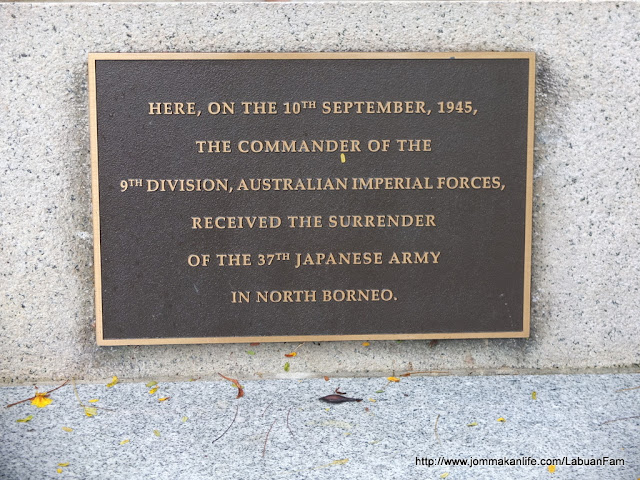 HERE, ON THE 10TH SEPTEMBER, 1945,
THE COMMANDER OF THE
9TH DIVISION, AUSTRALIAN IMPERIAL FORCES,
RECEIVED THE SURRENDER
OF THE 37TH JAPANESE ARMY
IN NORTH BORNEO.
http://www.jommakanlife.com/LabuanFam